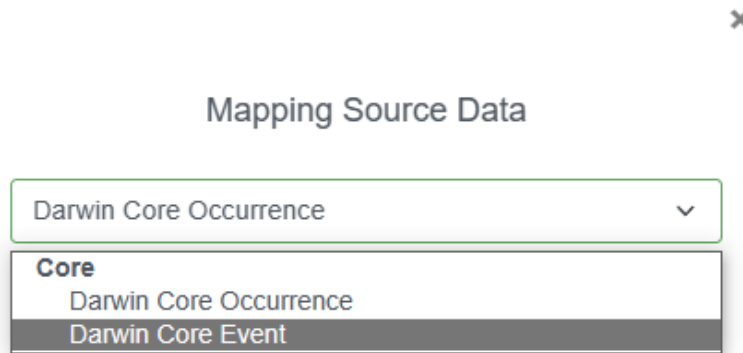 Mapping Source Data
Darwin Core Occurrence
Core
Darwin Core Occurrence
Darwin Core Event